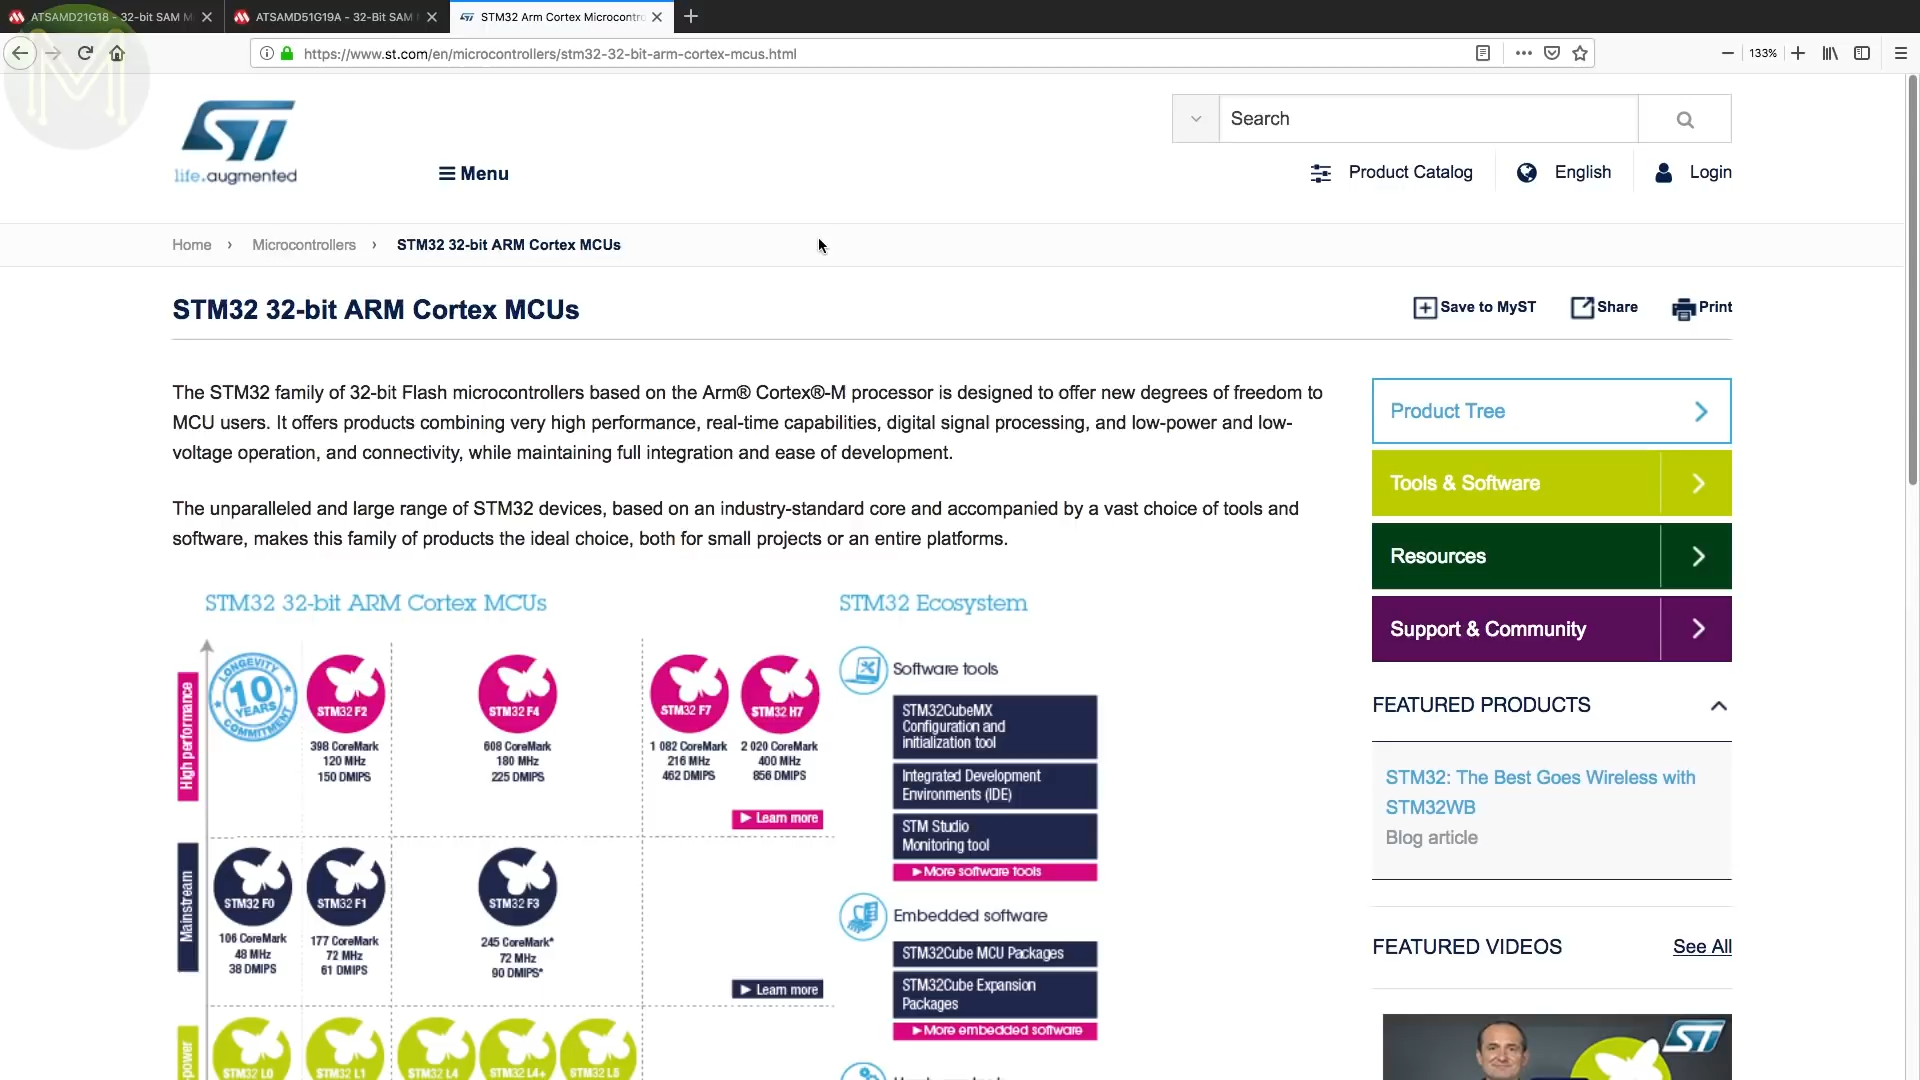 ATSAMD21G18 - 32-bit SAM M
ATSAMD51G19A - 32-Bit SAM
STM32 Arm Cortex Microcontro
https://www.st.com/en/microcontrollers/stm32-32-bit-arm-cortex-mcus.html
133%
M
ST
life.augmented
Menu
Search
Product Catalog
English
Login
Home › Microcontrollers › STM32 32-bit ARM Cortex MCUs
STM32 32-bit ARM Cortex MCUs
Save to MyST
Share
Print
The STM32 family of 32-bit Flash microcontrollers based on the Arm® Cortex®-M processor is designed to offer new degrees of freedom to
MCU users. It offers products combining very high performance, real-time capabilities, digital signal processing, and low-power and low-
voltage operation, and connectivity, while maintaining full integration and ease of development.
The unparalleled and large range of STM32 devices, based on an industry-standard core and accompanied by a vast choice of tools and
software, makes this family of products the ideal choice, both for small projects or an entire platforms.
STM32 32-bit ARM Cortex MCUs
High performance
LONGEVITY
10
YEARS
COMMITMENT
STM32 F2
398 CoreMark
120 MHz
150 DMIPS
STM32 F4
608 CoreMark
180 MHz
225 DMIPS
STM32 F7
1 082 CoreMark
216 MHz
462 DMIPS
STM32 H7
2 020 CoreMark
400 MHz
856 DMIPS
Learn more
Mainstream
STM32 F0
106 CoreMark
48 MHz
38 DMIPS
STM32 F1
177 CoreMark
72 MHz
61 DMIPS
STM32 F3
245 CoreMark*
72 MHz
90 DMIPS*
Learn more
-power
STM32 L0
STM32 L1
STM32 L4
STM32 L4+
STM32 L5
STM32 Ecosystem
Software tools
STM32CubeMX
Configuration and
initialization tool
Integrated Development
Environments (IDE)
STM Studio
Monitoring tool
More software tools
Embedded software
STM32Cube MCU Packages
STM32Cube Expansion
Packages
More embedded software
Product Tree
Tools & Software
Resources
Support & Community
FEATURED PRODUCTS
STM32: The Best Goes Wireless with
STM32WB
Blog article
FEATURED VIDEOS
See All
ST